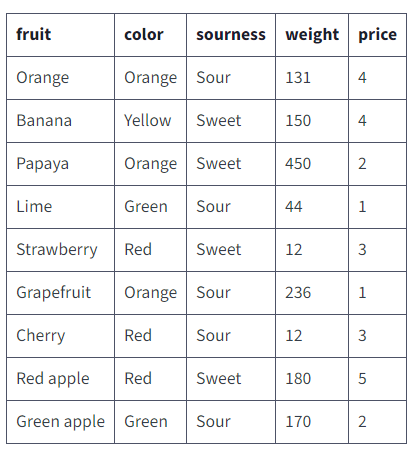 fruit color sourness weight price
Orange Orange Sour 131 4
Banana Yellow Sweet 150 4
Papaya Orange Sweet 450 2
Lime Green Sour 44 1
Strawberry Red Sweet 12 3
Grapefruit Orange Sour 236 1
Cherry Red Sour 12 3
Red apple Red Sweet 180 5
Green apple Green Sour 170 2